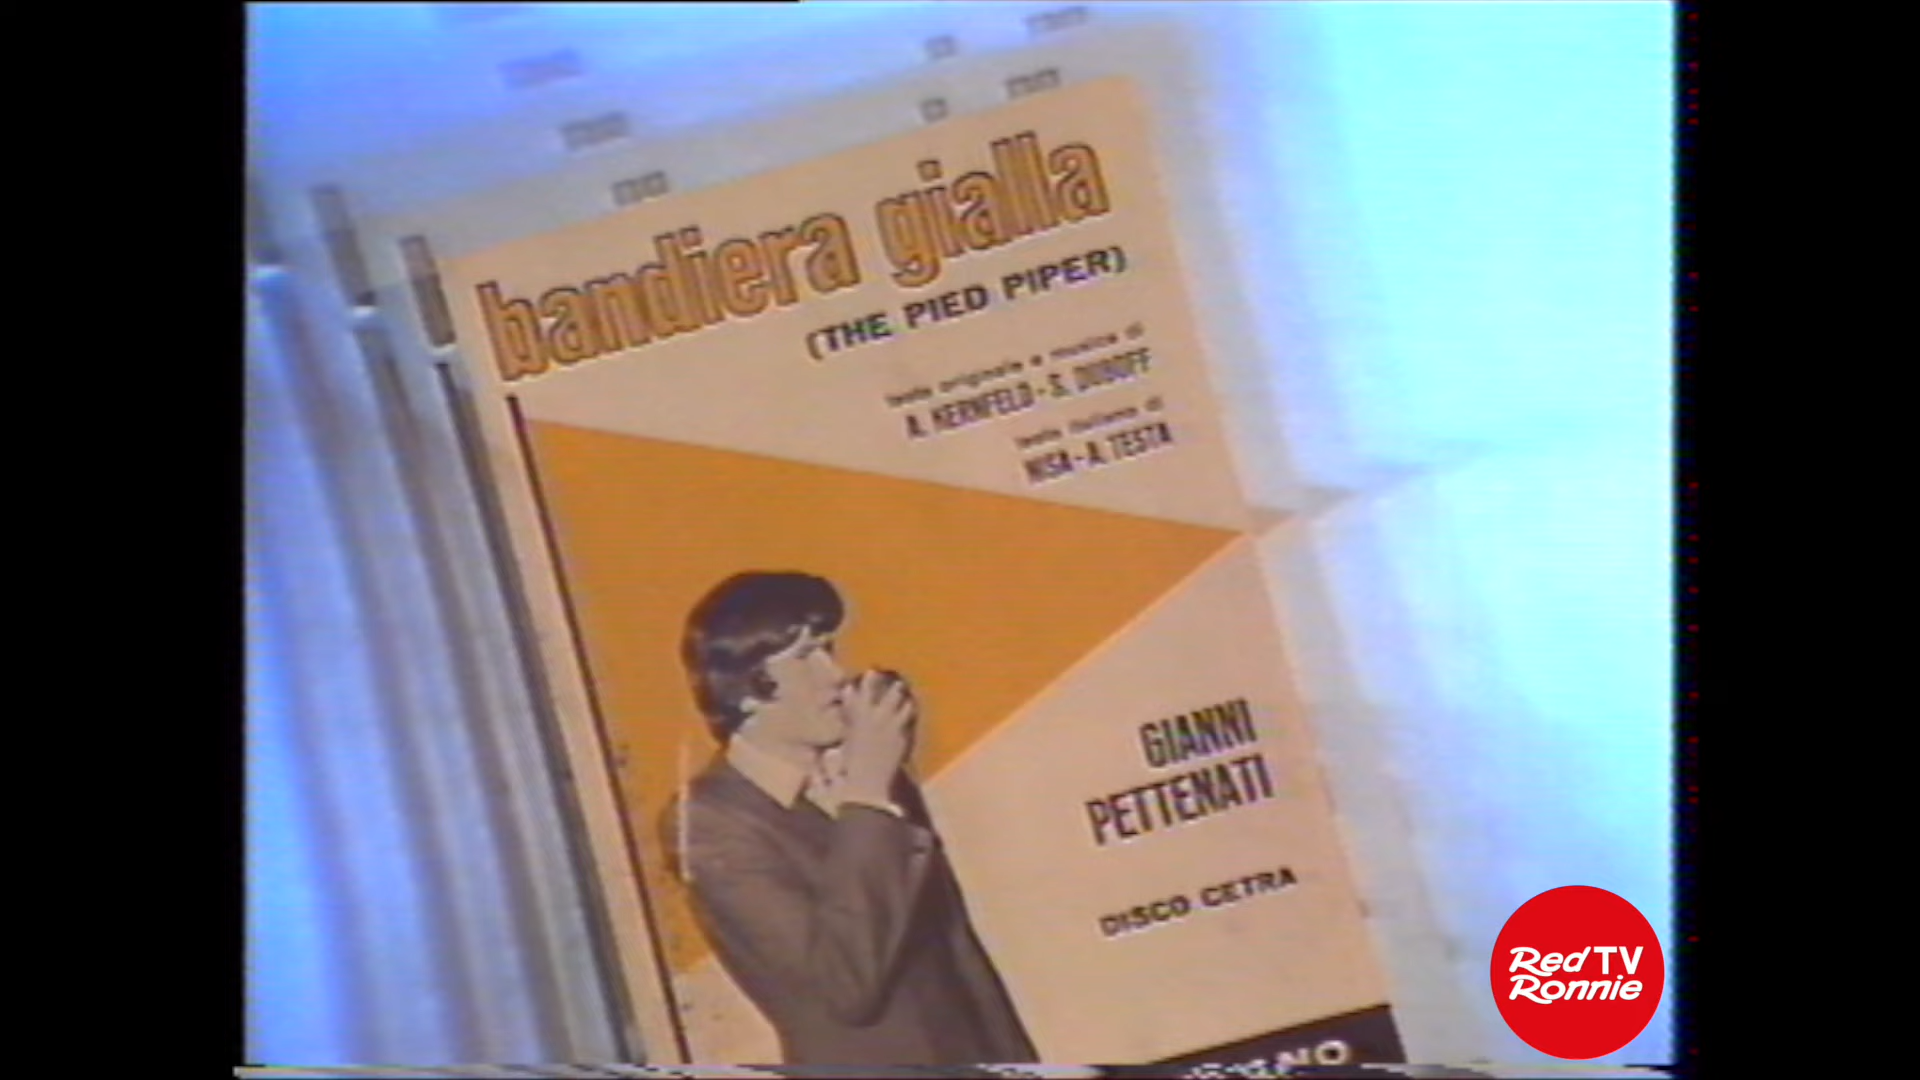 bandiera gialla
(THE PIED PIPER)
testo originale e musica di
A. KERNFELD - S. DUBOFF
testo italiano di
NISA - A. TESTA
GIANNI
PETTENATI
DISCO CETRA
Red TV
Ronnie